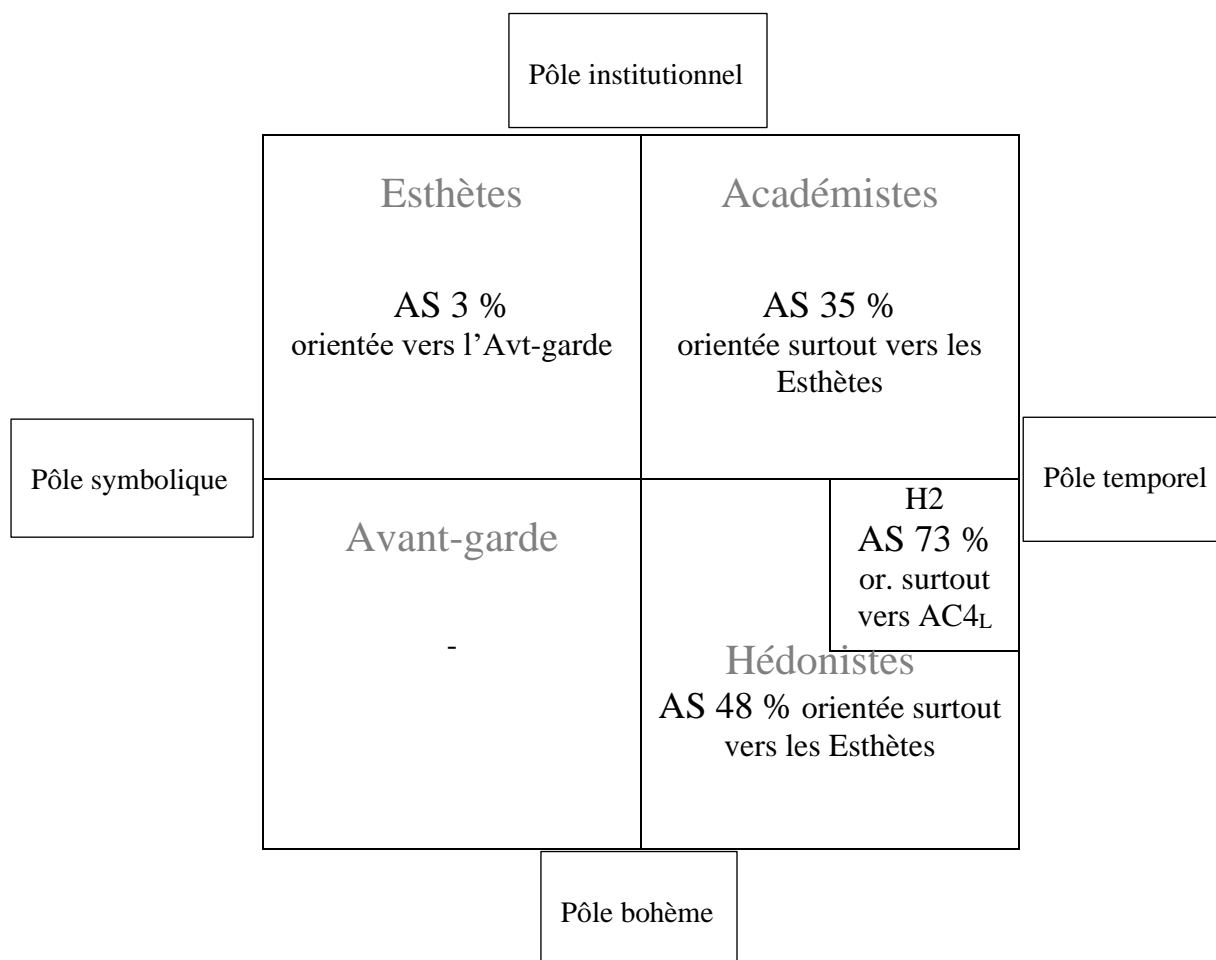 Pôle institutionnel
Esthètes
AS 3 %
orientée vers l’Avt-garde
Académistes
AS 35 %
orientée surtout vers les
Esthètes
Pôle symbolique
Pôle temporel
Avant-garde
-
H2
AS 73 %
or. surtout
vers AC4L
Hédonistes
AS 48 % orientée surtout
vers les Esthètes
Pôle bohème